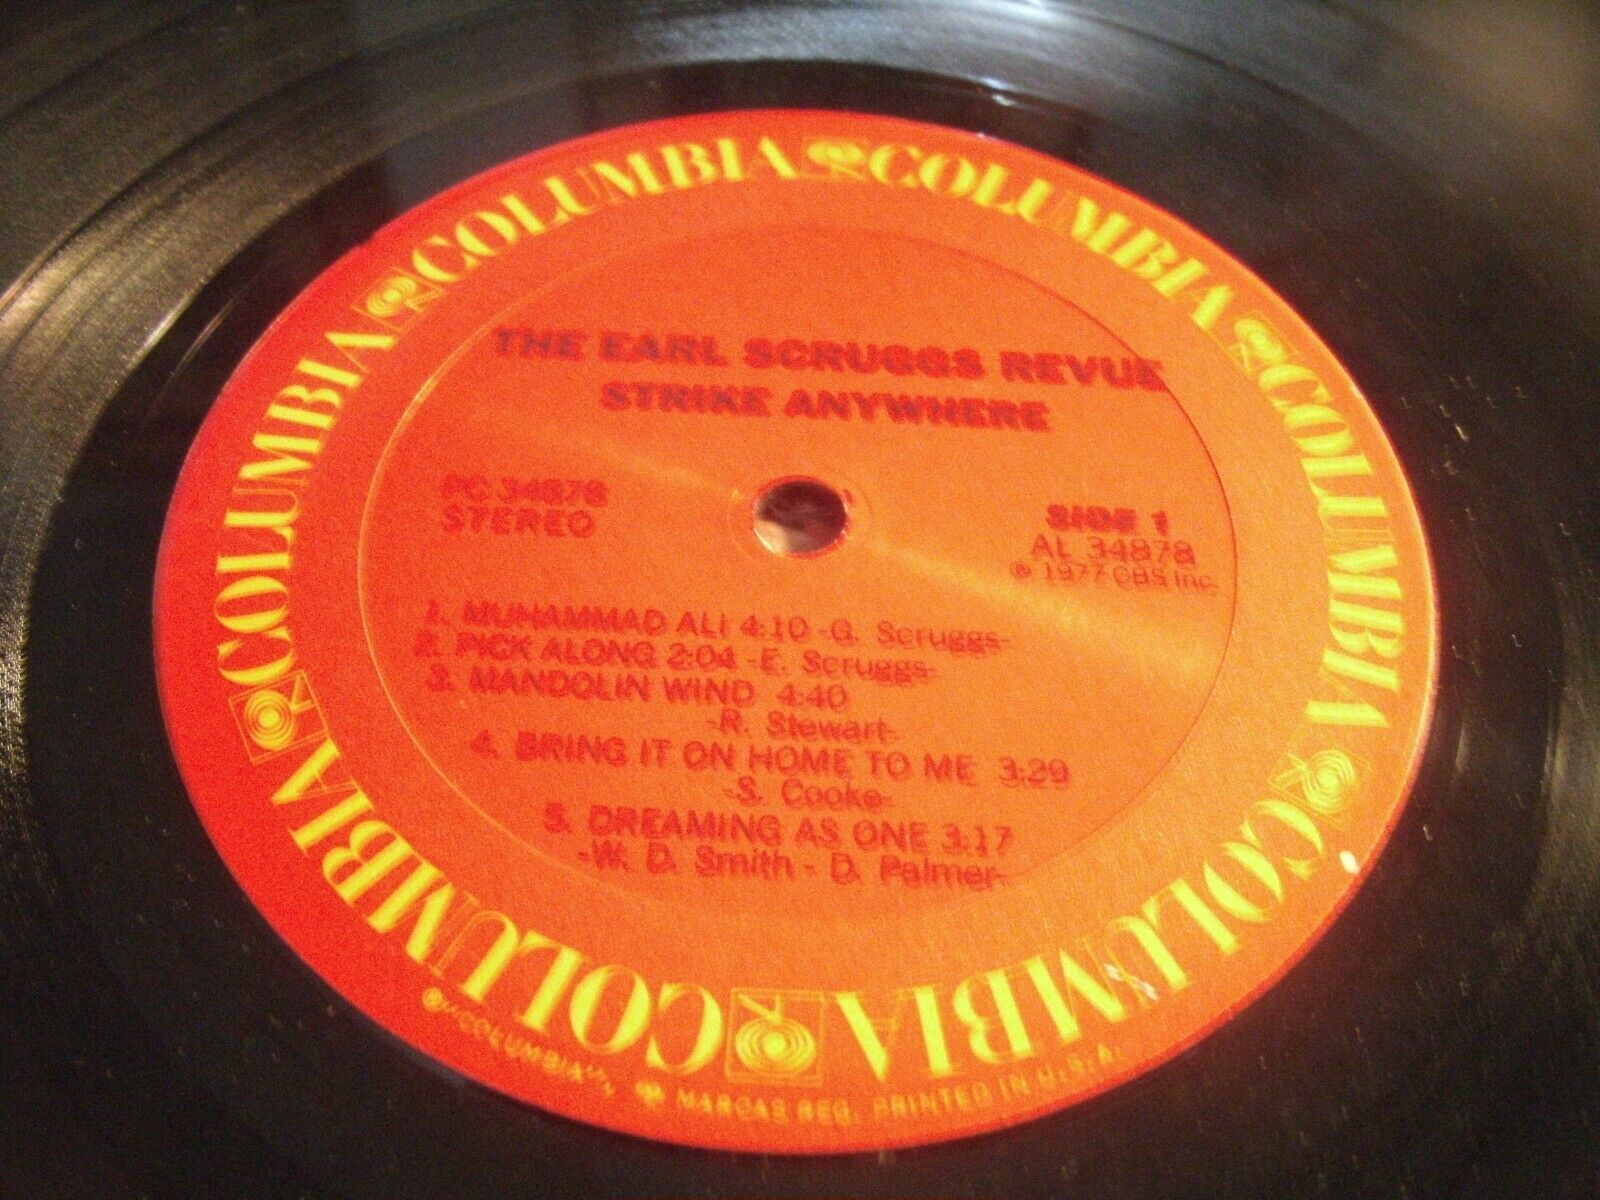 COLUMBIA COLUMBIA COLUMBIA COLUMBIA COLUMBIA COLUMBIA
THE EARL SCRUGGS REVUE
STRIKE ANYWHERE
PC 34878
STEREO
SIDE 1
AL 34878
℗ 1977 CBS Inc.
1. MUHAMMAD ALI 4:10 -G. Scruggs-
2. PICK ALONG 2:04 -E. Scruggs-
3. MANDOLIN WIND 4:40
-R. Stewart-
4. BRING IT ON HOME TO ME 3:29
-S. Cooke-
5. DREAMING AS ONE 3:17
-W. D. Smith - D. Palmer-
® "COLUMBIA", MARCAS REG. PRINTED IN U.S.A.